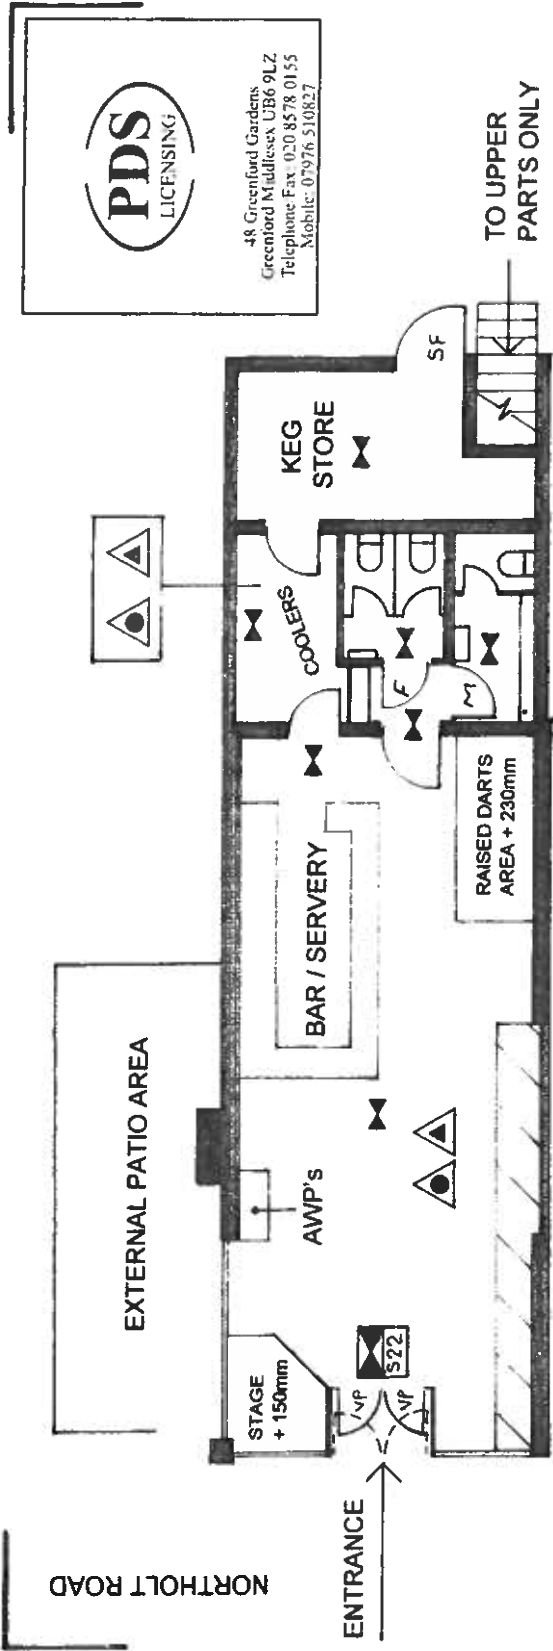 PDS
LICENSING
48 Greenford Gardens
Greenford Middlesex UB6 9LZ
Telephone Fax: 020 8578 0155
Mobile: 07976 510827
TO UPPER
PARTS ONLY
SF
KEG
STORE
COOLERS
F
M
RAISED DARTS
AREA + 230mm
BAR / SERVERY
EXTERNAL PATIO AREA
AWP's
STAGE
+ 150mm
S22
VP
VP
ENTRANCE
NORTHOLT ROAD